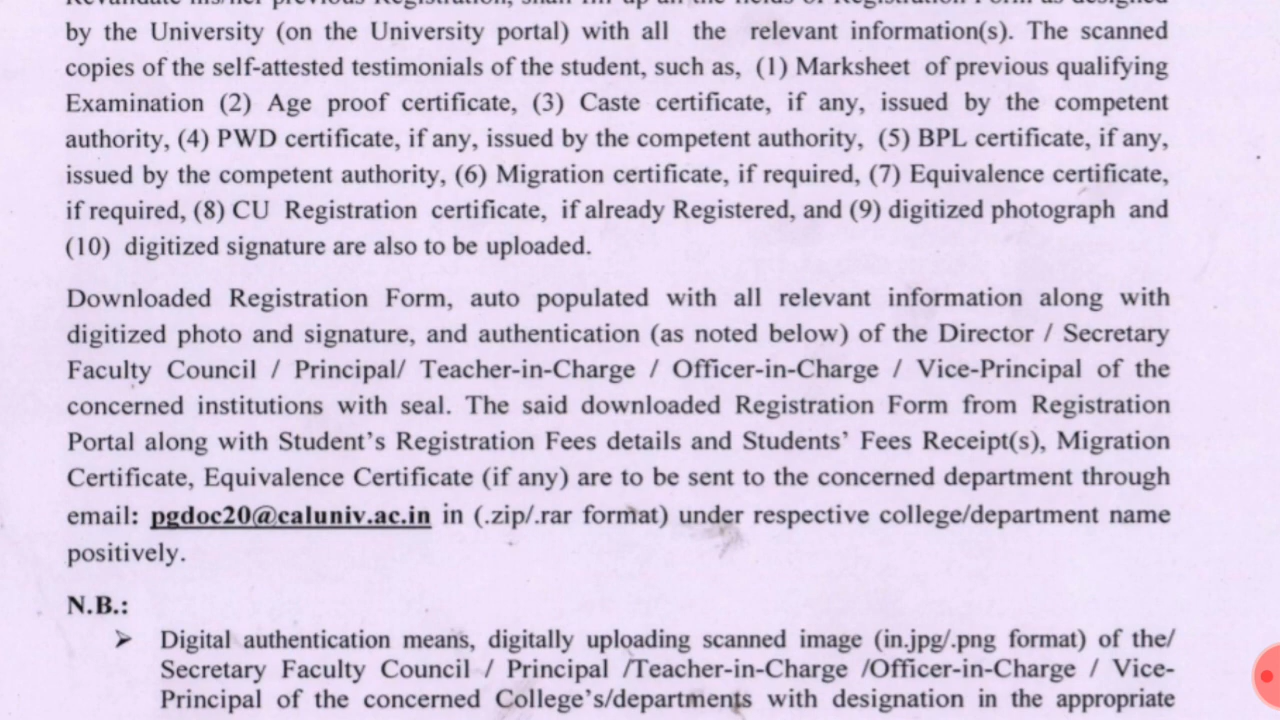 by the University (on the University portal) with all the relevant information(s). The scanned
copies of the self-attested testimonials of the student, such as, (1) Marksheet of previous qualifying
Examination (2) Age proof certificate, (3) Caste certificate, if any, issued by the competent
authority, (4) PWD certificate, if any, issued by the competent authority, (5) BPL certificate, if any,
issued by the competent authority, (6) Migration certificate, if required, (7) Equivalence certificate,
if required, (8) CU Registration certificate, if already Registered, and (9) digitized photograph and
(10) digitized signature are also to be uploaded.
Downloaded Registration Form, auto populated with all relevant information along with
digitized photo and signature, and authentication (as noted below) of the Director / Secretary
Faculty Council / Principal/ Teacher-in-Charge / Officer-in-Charge / Vice-Principal of the
concerned institutions with seal. The said downloaded Registration Form from Registration
Portal along with Student's Registration Fees details and Students' Fees Receipt(s), Migration
Certificate, Equivalence Certificate (if any) are to be sent to the concerned department through
email: pgdoc20@caluniv.ac.in in (.zip/.rar format) under respective college/department name
positively.
N.B.:
➤ Digital authentication means, digitally uploading scanned image (in.jpg/.png format) of the/
Secretary Faculty Council / Principal /Teacher-in-Charge /Officer-in-Charge / Vice-
Principal of the concerned College's/departments with designation in the appropriate